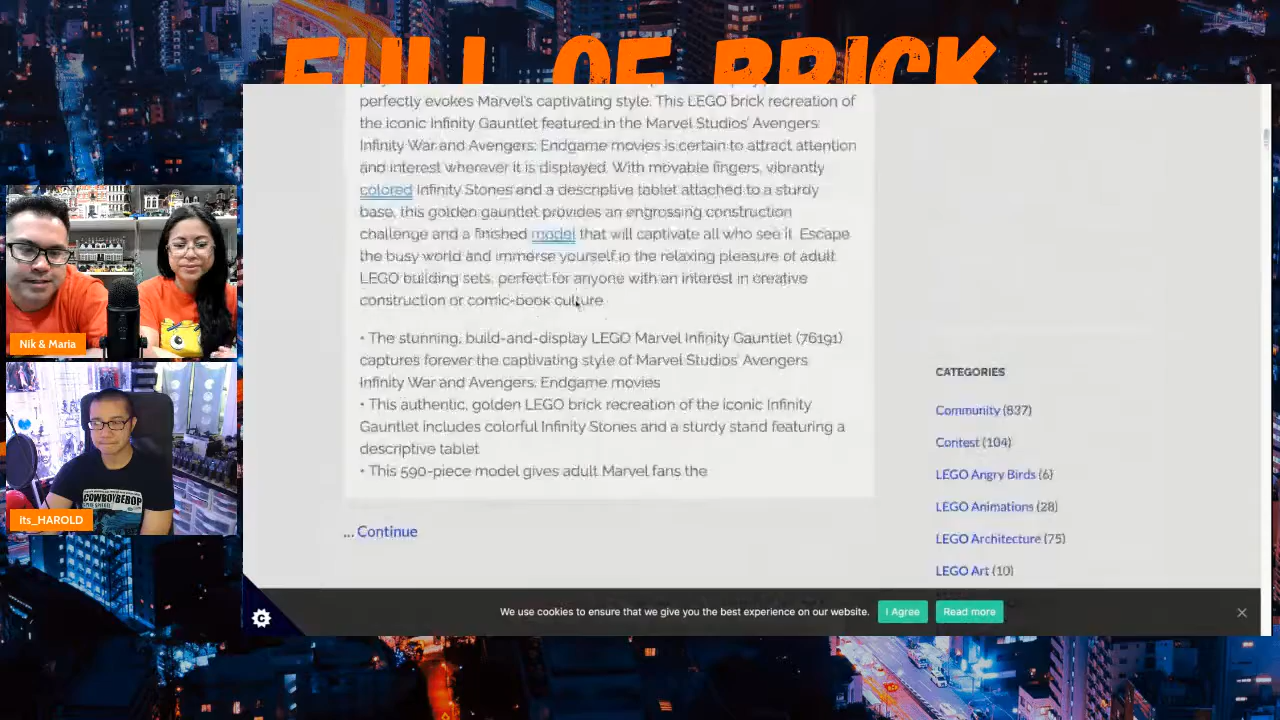 FULL OF BRICK
perfectly evokes Marvel's captivating style. This LEGO brick recreation of
the iconic Infinity Gauntlet featured in the Marvel Studios' Avengers:
Infinity War and Avengers: Endgame movies is certain to attract attention
and interest wherever it is displayed. With movable fingers, vibrantly
colored Infinity Stones and a descriptive tablet attached to a sturdy
base, this golden gauntlet provides an engrossing construction
challenge and a finished model that will captivate all who see it. Escape
the busy world and immerse yourself in the relaxing pleasure of adult
LEGO building sets, perfect for anyone with an interest in creative
construction or comic-book culture
• The stunning, build-and-display LEGO Marvel Infinity Gauntlet (76191)
captures forever the captivating style of Marvel Studios' Avengers
Infinity War and Avengers: Endgame movies
• This authentic, golden LEGO brick recreation of the iconic Infinity
Gauntlet includes colorful Infinity Stones and a sturdy stand featuring a
descriptive tablet
• This 590-piece model gives adult Marvel fans the
... Continue
CATEGORIES
Community (837)
Contest (104)
LEGO Angry Birds (6)
LEGO Animations (28)
LEGO Architecture (75)
LEGO Art (10)
We use cookies to ensure that we give you the best experience on our website. I Agree Read more
Nik & Maria
COWBOY BEBOP
its_HAROLD